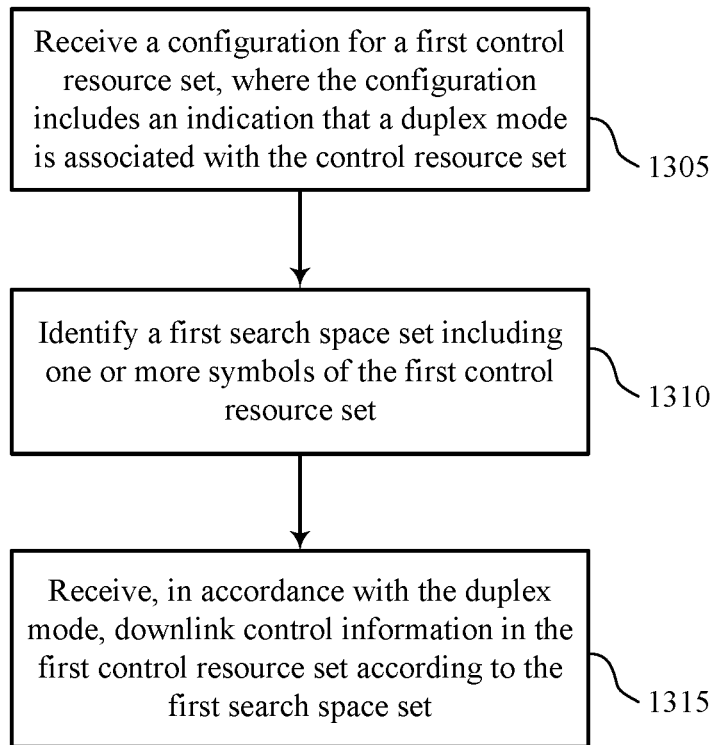 Receive a configuration for a first control
resource set, where the configuration
includes an indication that a duplex mode
is associated with the control resource set
1305
Identify a first search space set including
one or more symbols of the first control
resource set
1310
Receive, in accordance with the duplex
mode, downlink control information in the
first control resource set according to the
first search space set
1315